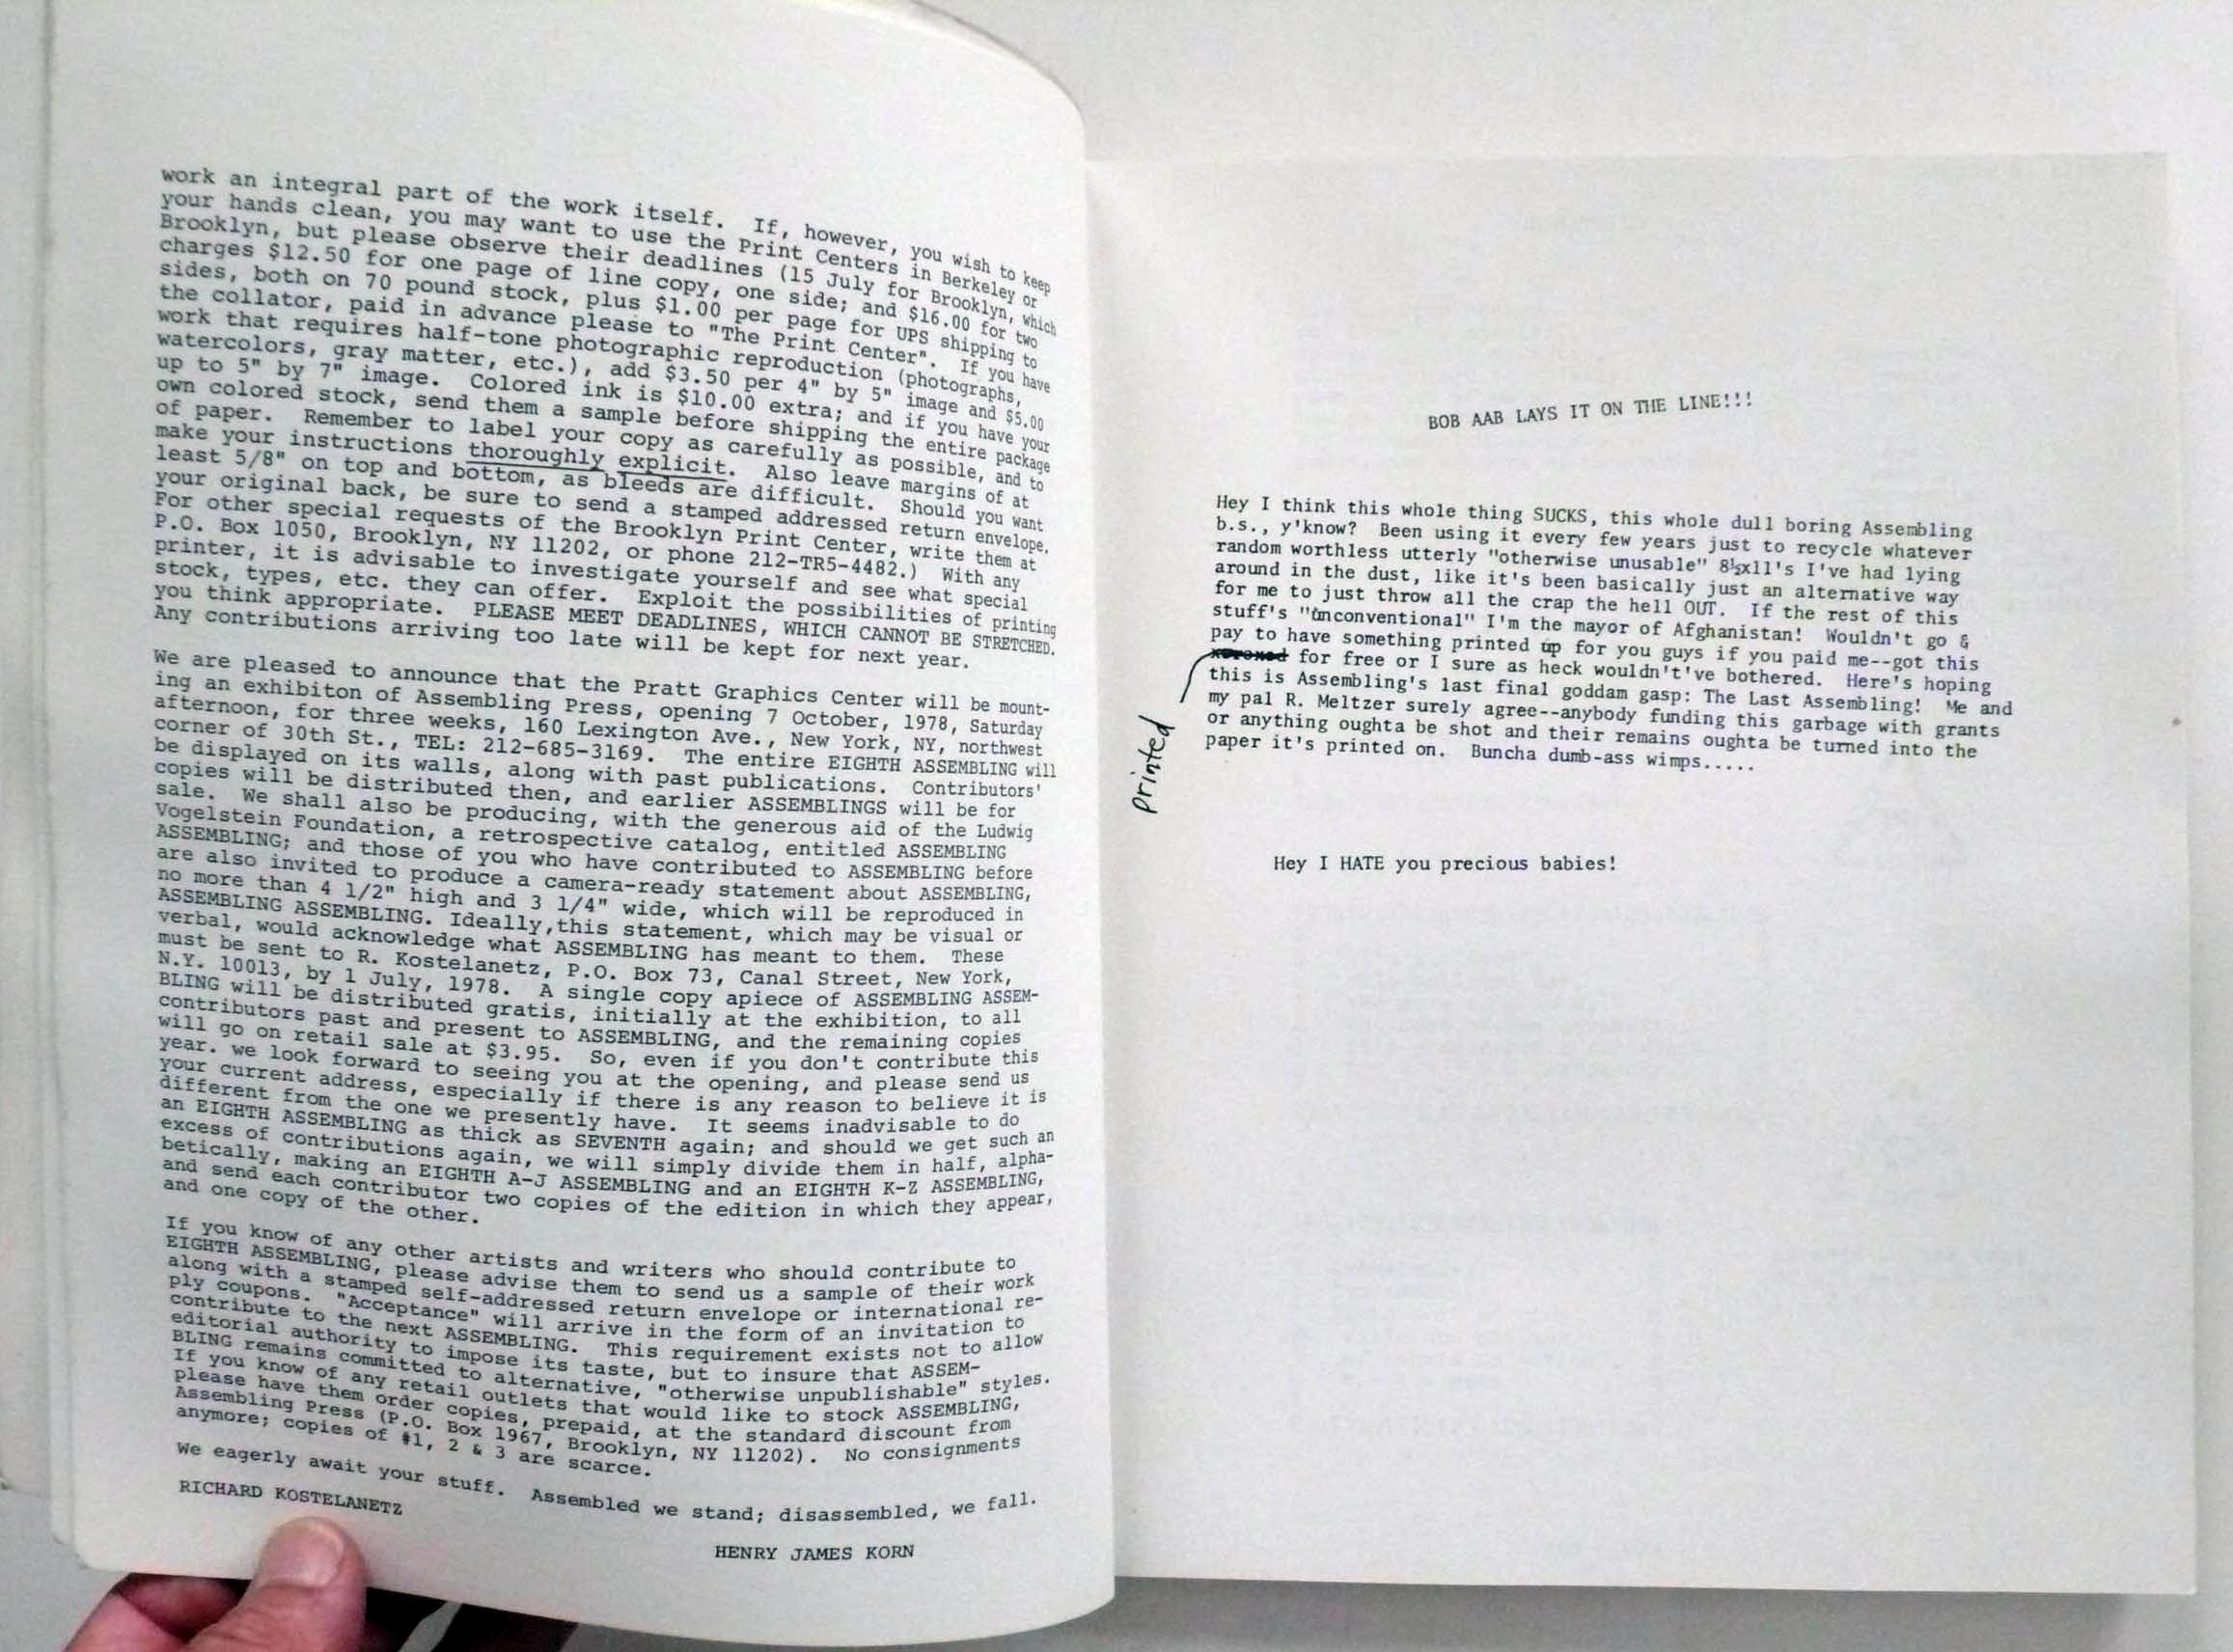 work an integral part of the work itself. If, however, you wish to keep
your hands clean, you may want to use the Print Centers in Berkeley or
Brooklyn, but please observe their deadlines (15 July for Brooklyn, which
charges $12.50 for one page of line copy, one side; and $16.00 for two
sides, both on 70 pound stock, plus $1.00 per page for UPS shipping to
the collator, paid in advance please to "The Print Center". If you have
work that requires half-tone photographic reproduction (photographs,
watercolors, gray matter, etc.), add $3.50 per 4" by 5" image and $5.00
up to 5" by 7" image. Colored ink is $10.00 extra; and if you have your
own colored stock, send them a sample before shipping the entire package
of paper. Remember to label your copy as carefully as possible, and to
make your instructions thoroughly explicit. Also leave margins of at
least 5/8" on top and bottom, as bleeds are difficult. Should you want
your original back, be sure to send a stamped addressed return envelope.
For other special requests of the Brooklyn Print Center, write them at
P.O. Box 1050, Brooklyn, NY 11202, or phone 212-TR5-4482.) With any
printer, it is advisable to investigate yourself and see what special
stock, types, etc. they can offer. Exploit the possibilities of printing
you think appropriate. PLEASE MEET DEADLINES, WHICH CANNOT BE STRETCHED.
Any contributions arriving too late will be kept for next year.
We are pleased to announce that the Pratt Graphics Center will be mount-
ing an exhibiton of Assembling Press, opening 7 October, 1978, Saturday
afternoon, for three weeks, 160 Lexington Ave., New York, NY, northwest
corner of 30th St., TEL: 212-685-3169. The entire EIGHTH ASSEMBLING will
be displayed on its walls, along with past publications. Contributors'
copies will be distributed then, and earlier ASSEMBLINGS will be for
sale. We shall also be producing, with the generous aid of the Ludwig
Vogelstein Foundation, a retrospective catalog, entitled ASSEMBLING
ASSEMBLING; and those of you who have contributed to ASSEMBLING before
are also invited to produce a camera-ready statement about ASSEMBLING,
no more than 4 1/2" high and 3 1/4" wide, which will be reproduced in
ASSEMBLING ASSEMBLING. Ideally,this statement, which may be visual or
verbal, would acknowledge what ASSEMBLING has meant to them. These
must be sent to R. Kostelanetz, P.O. Box 73, Canal Street, New York,
N.Y. 10013, by 1 July, 1978. A single copy apiece of ASSEMBLING ASSEM-
BLING will be distributed gratis, initially at the exhibition, to all
contributors past and present to ASSEMBLING, and the remaining copies
will go on retail sale at $3.95. So, even if you don't contribute this
year. we look forward to seeing you at the opening, and please send us
your current address, especially if there is any reason to believe it is
different from the one we presently have. It seems inadvisable to do
an EIGHTH ASSEMBLING as thick as SEVENTH again; and should we get such an
excess of contributions again, we will simply divide them in half, alpha-
betically, making an EIGHTH A-J ASSEMBLING and an EIGHTH K-Z ASSEMBLING,
and send each contributor two copies of the edition in which they appear,
and one copy of the other.
If you know of any other artists and writers who should contribute to
EIGHTH ASSEMBLING, please advise them to send us a sample of their work
along with a stamped self-addressed return envelope or international re-
ply coupons. "Acceptance" will arrive in the form of an invitation to
contribute to the next ASSEMBLING. This requirement exists not to allow
editorial authority to impose its taste, but to insure that ASSEM-
BLING remains committed to alternative, "otherwise unpublishable" styles.
If you know of any retail outlets that would like to stock ASSEMBLING,
please have them order copies, prepaid, at the standard discount from
Assembling Press (P.O. Box 1967, Brooklyn, NY 11202). No consignments
anymore; copies of #1, 2 & 3 are scarce.
We eagerly await your stuff. Assembled we stand; disassembled, we fall.
RICHARD KOSTELANETZ
HENRY JAMES KORN
BOB AAB LAYS IT ON THE LINE!!!
Hey I think this whole thing SUCKS, this whole dull boring Assembling
b.s., y'know? Been using it every few years just to recycle whatever
random worthless utterly "otherwise unusable" 8½x11's I've had lying
around in the dust, like it's been basically just an alternative way
for me to just throw all the crap the hell OUT. If the rest of this
stuff's "unconventional" I'm the mayor of Afghanistan! Wouldn't go &
pay to have something printed up for you guys if you paid me--got this
xeroxed for free or I sure as heck wouldn't've bothered. Here's hoping
this is Assembling's last final goddam gasp: The Last Assembling! Me and
my pal R. Meltzer surely agree--anybody funding this garbage with grants
or anything oughta be shot and their remains oughta be turned into the
paper it's printed on. Buncha dumb-ass wimps.....
printed
Hey I HATE you precious babies!